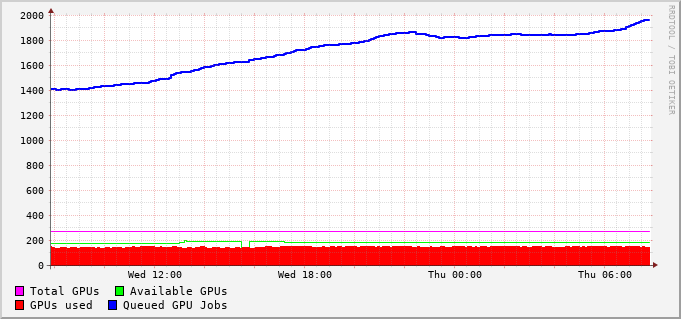 2000
1800
1600
1400
1200
1000
800
600
400
200
0
Wed 12:00 Wed 18:00 Thu 00:00 Thu 06:00
Total GPUs Available GPUs
GPUs used Queued GPU Jobs
RRDTOOL / TOBI OETIKER